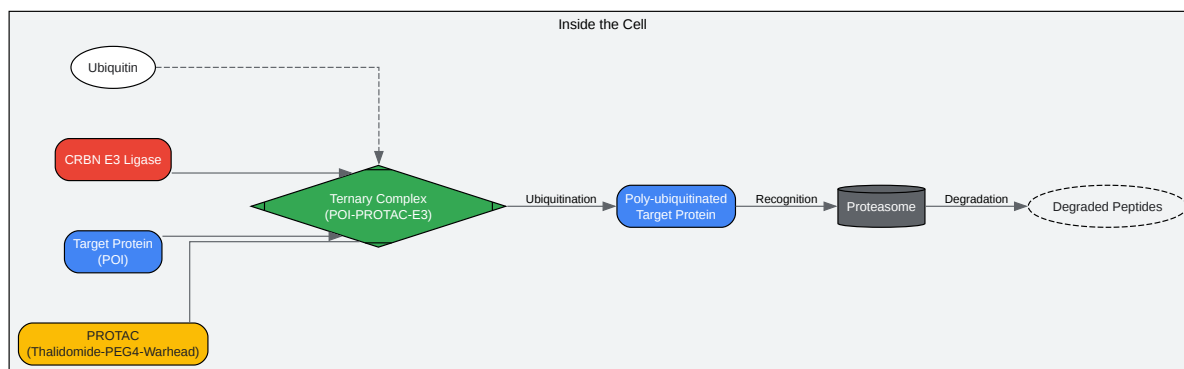 Inside the Cell
Ubiquitin
CRBN E3 Ligase
Target Protein
(POI)
PROTAC
(Thalidomide-PEG4-Warhead)
Ternary Complex
(POI-PROTAC-E3)
Ubiquitination
Poly-ubiquitinated
Target Protein
Recognition
Proteasome
Degradation
Degraded Peptides